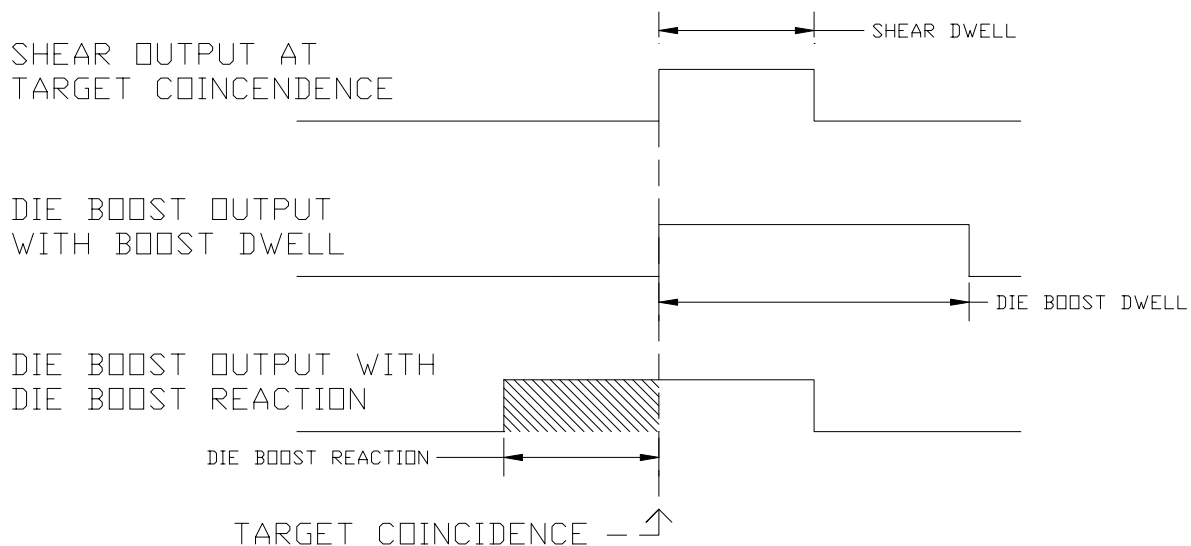 SHEAR DWELL
SHEAR OUTPUT AT
TARGET COINCENDENCE
DIE BOOST OUTPUT
WITH BOOST DWELL
DIE BOOST DWELL
DIE BOOST OUTPUT WITH
DIE BOOST REACTION
DIE BOOST REACTION
TARGET COINCIDENCE